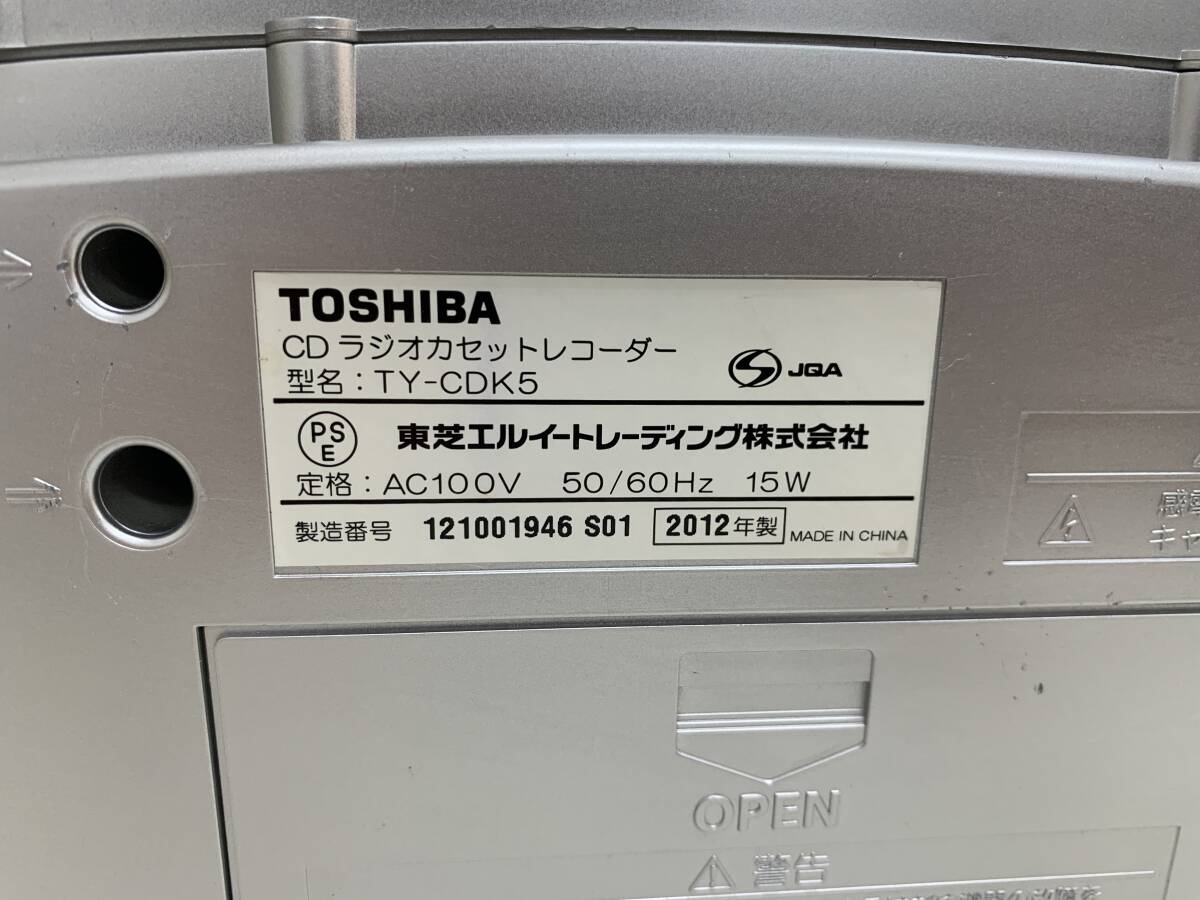 TOSHIBA
CD ラジオカセットレコーダー
型名：TY-CDK5
JQA
PS E
東芝エルイートレーディング株式会社
定格：AC100V 50/60Hz 15W
製造番号 121001946 S01 2012年製 MADE IN CHINA
キャ
OPEN
⚠ 警告